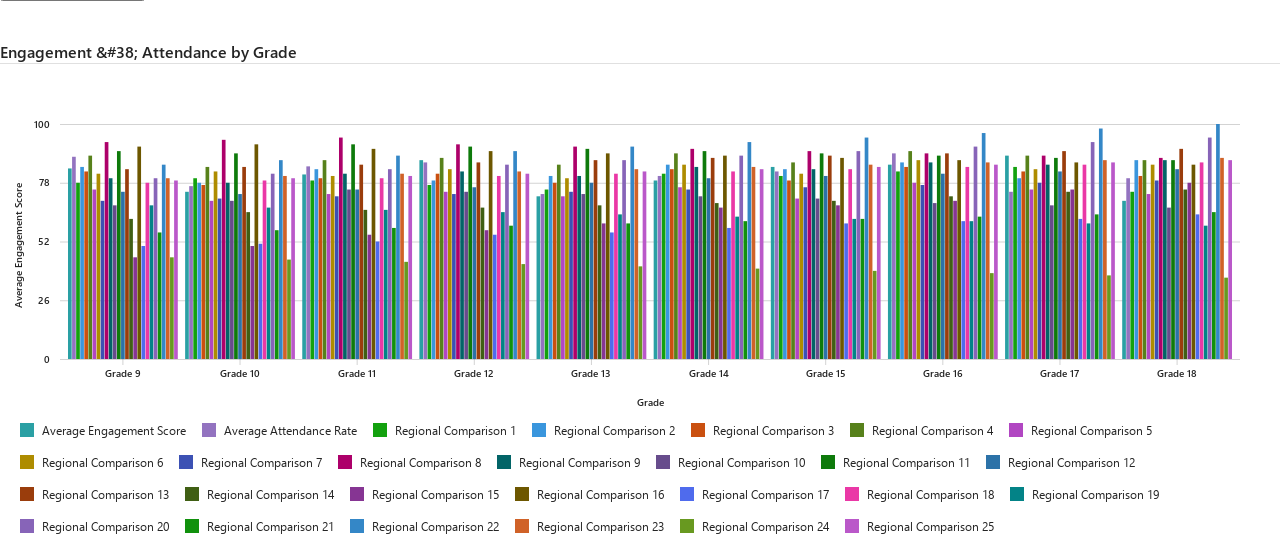 Engagement &#38; Attendance by Grade
100
78
52
26
0
Average Engagement Score
Grade 9 Grade 10 Grade 11 Grade 12 Grade 13 Grade 14 Grade 15 Grade 16 Grade 17 Grade 18
Grade
Average Engagement Score Average Attendance Rate Regional Comparison 1 Regional Comparison 2 Regional Comparison 3 Regional Comparison 4 Regional Comparison 5
Regional Comparison 6 Regional Comparison 7 Regional Comparison 8 Regional Comparison 9 Regional Comparison 10 Regional Comparison 11 Regional Comparison 12
Regional Comparison 13 Regional Comparison 14 Regional Comparison 15 Regional Comparison 16 Regional Comparison 17 Regional Comparison 18 Regional Comparison 19
Regional Comparison 20 Regional Comparison 21 Regional Comparison 22 Regional Comparison 23 Regional Comparison 24 Regional Comparison 25